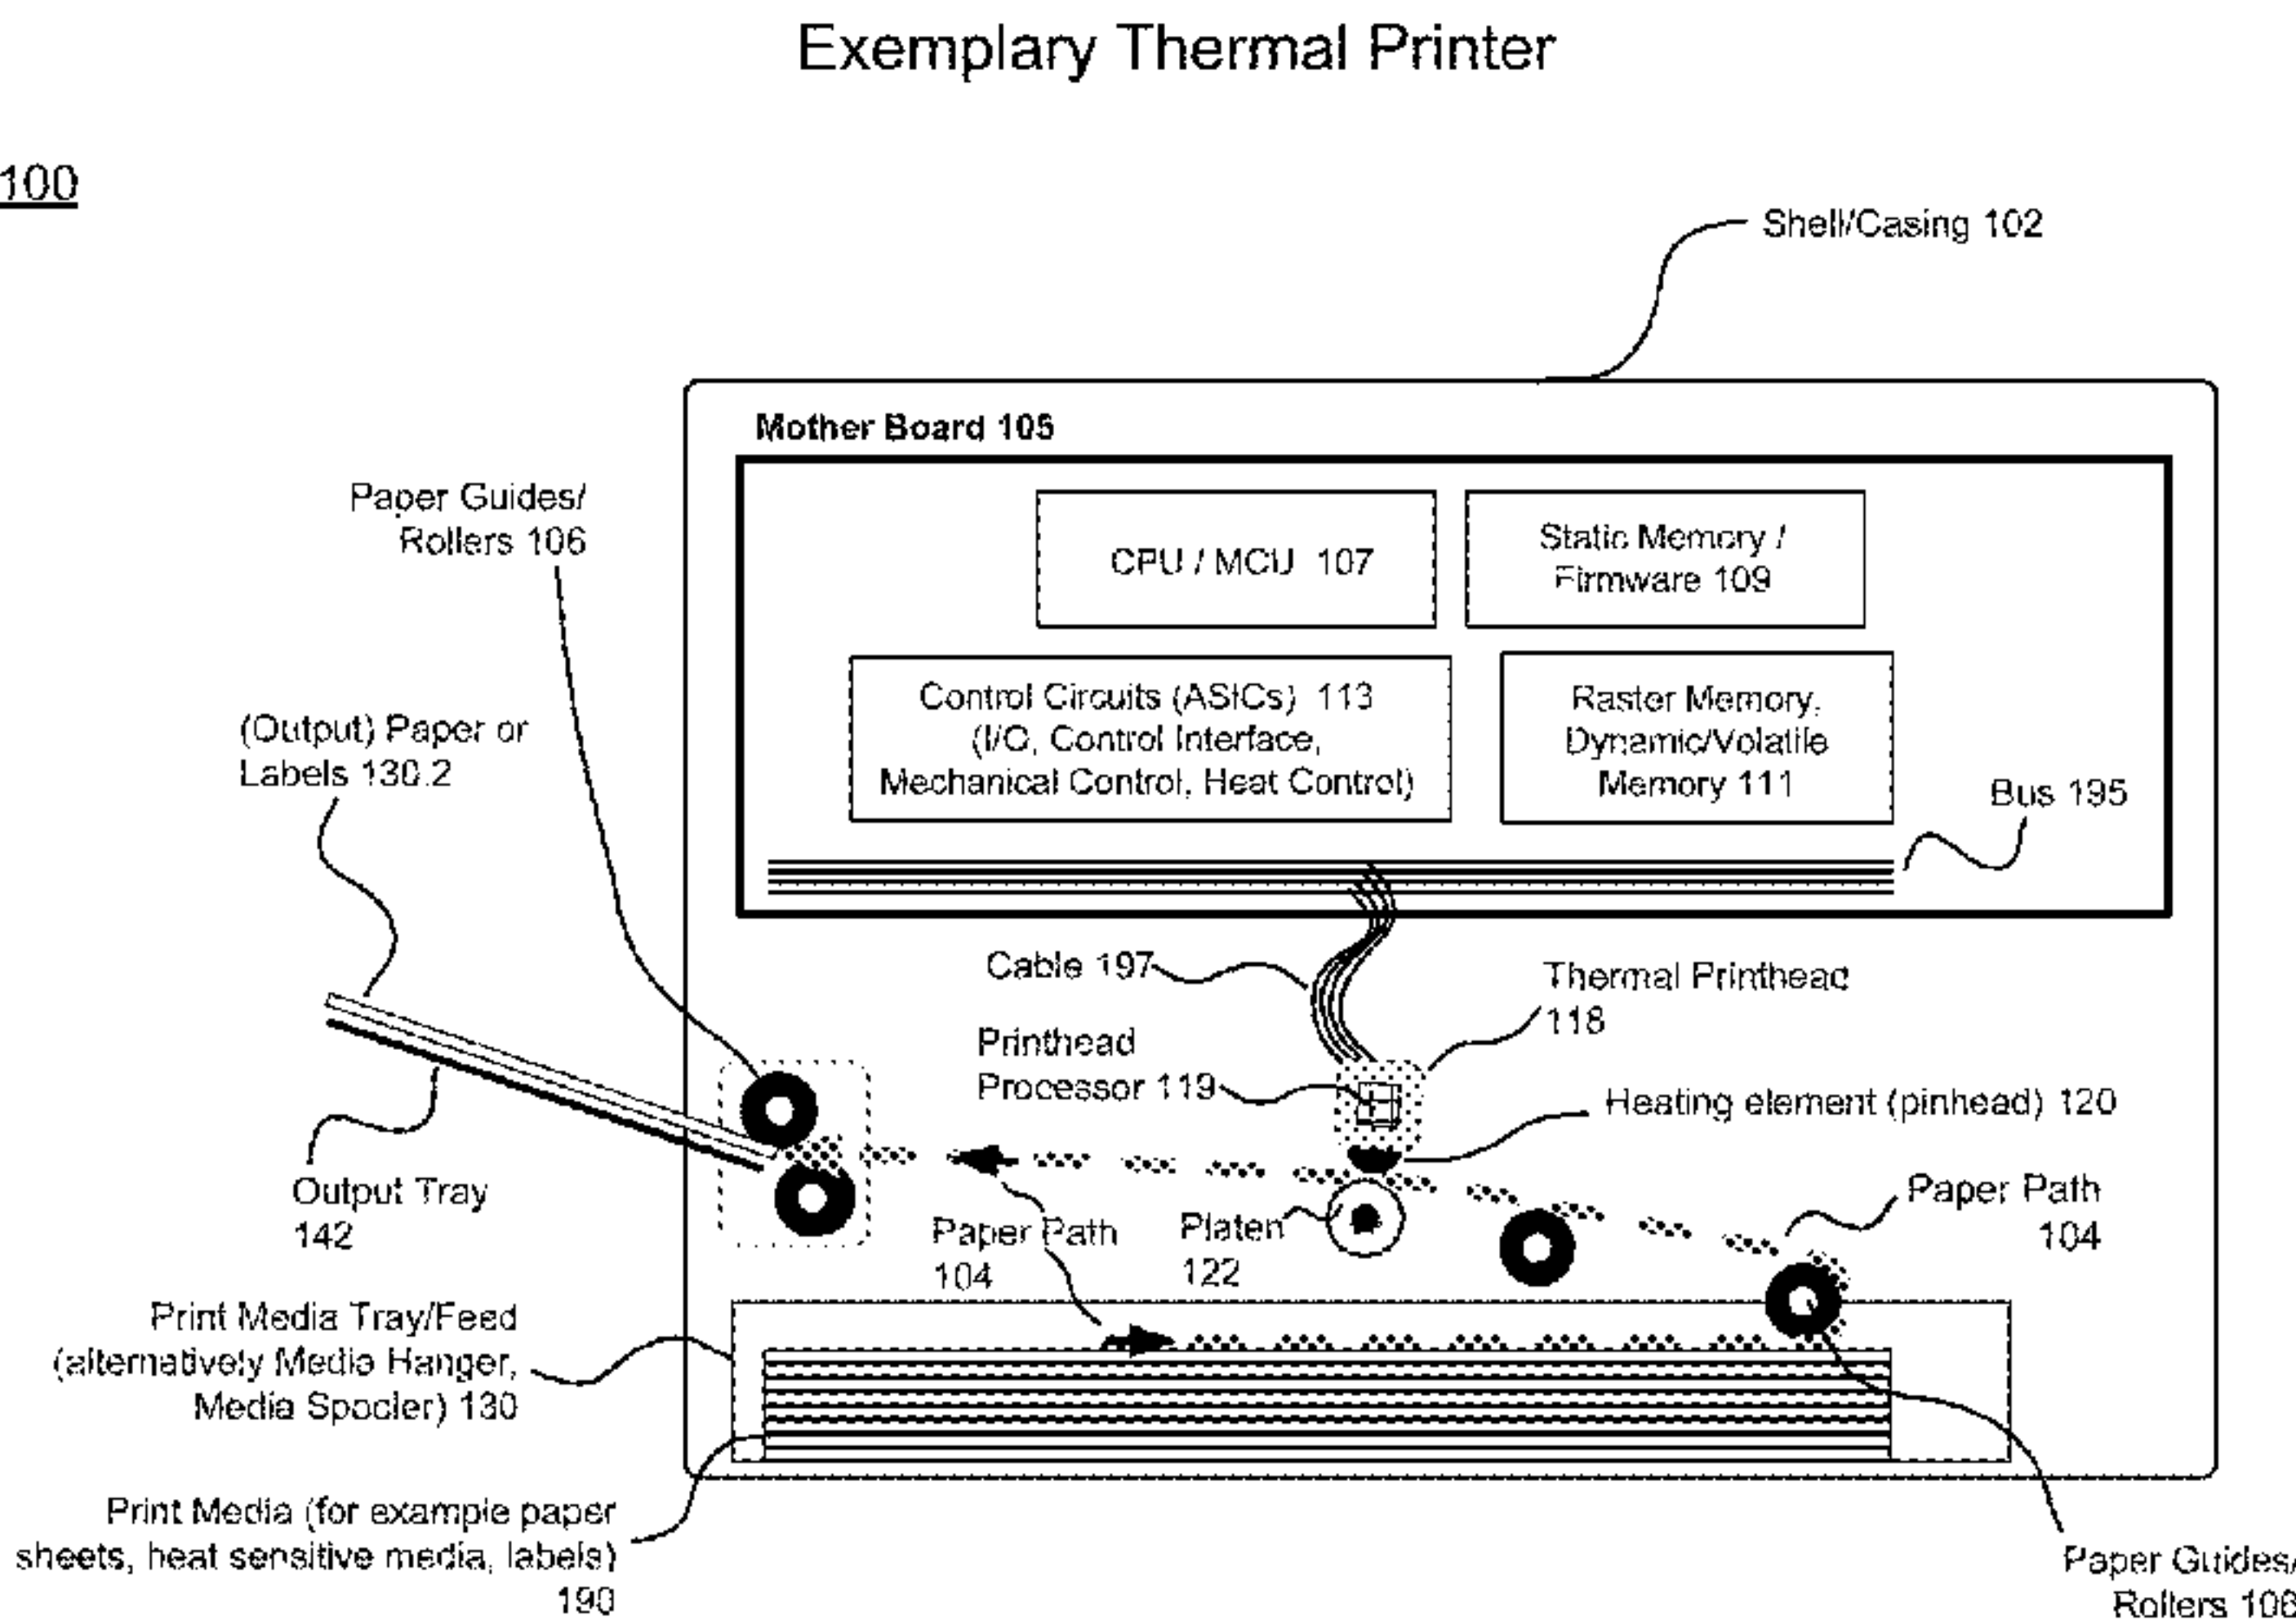 Exemplary Thermal Printer
100
Shell/Casing 102
Mother Board 105
Paper Guides/
Rollers 106
CPU / MCU 107
Static Memory /
Firmware 109
Control Circuits (ASICs) 113
(I/O, Control Interface,
Mechanical Control, Heat Control)
Raster Memory,
Dynamic/Volatile
Memory 111
(Output) Paper or
Labels 130.2
Bus 195
Cable 197
Thermal Printhead
118
Printhead
Processor 119
Heating element (pinhead) 120
Output Tray
142
Paper Path
104
Platen
122
Paper Path
104
Print Media Tray/Feed
(alternatively Media Hanger,
Media Spooler) 130
Print Media (for example paper
sheets, heat sensitive media, labels)
190
Paper Guides/
Rollers 106